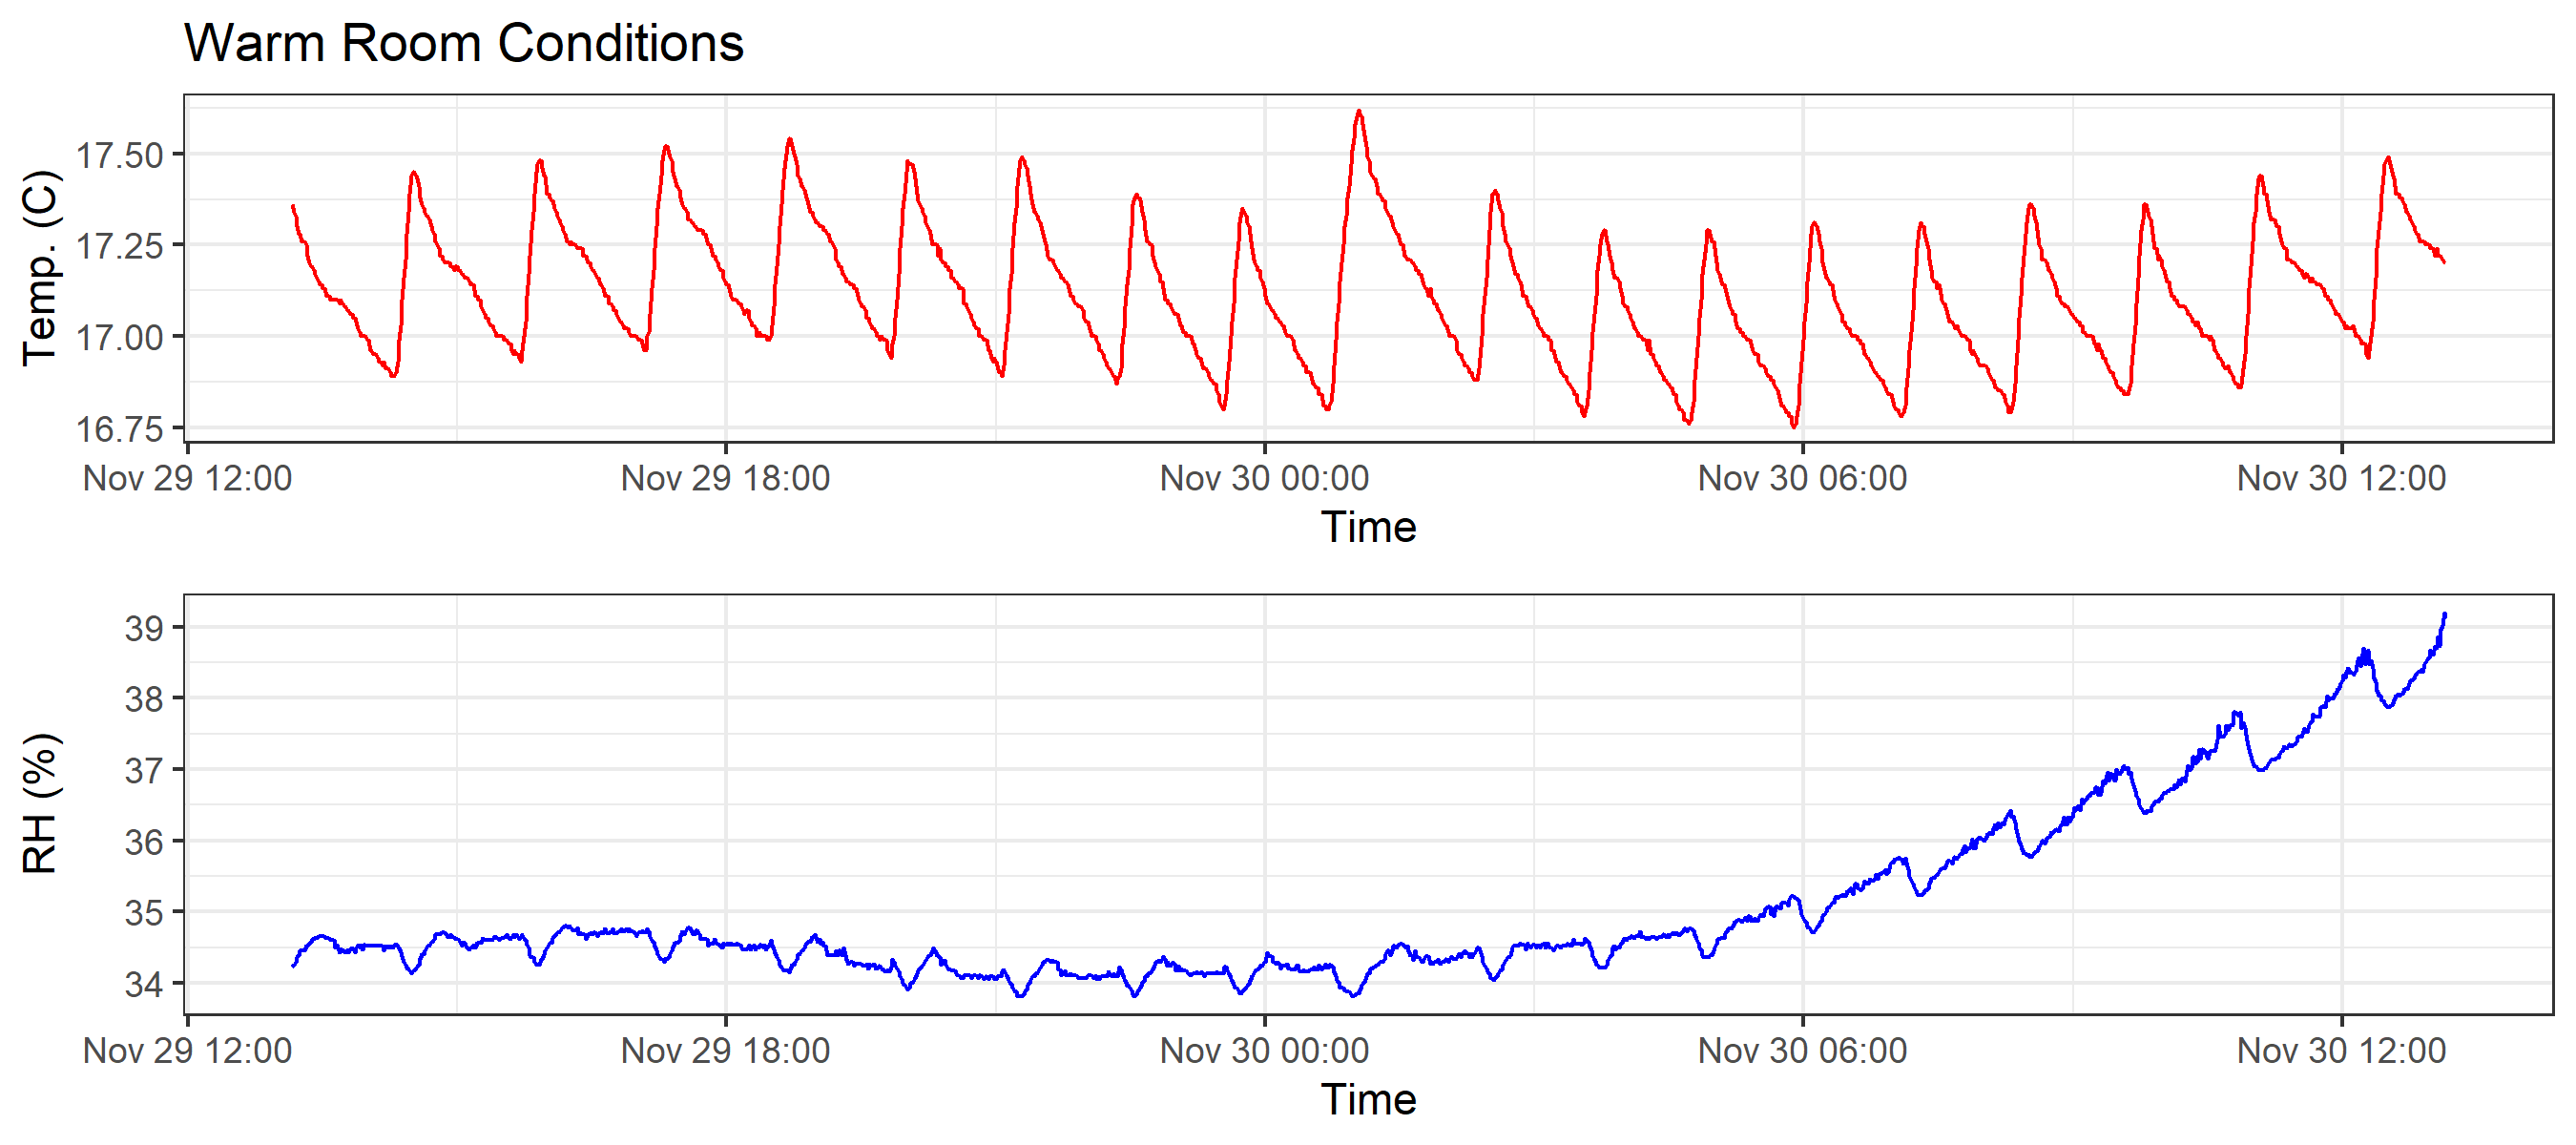 Warm Room Conditions
Temp. (C)
17.50
17.25
17.00
16.75
Nov 29 12:00 Nov 29 18:00 Nov 30 00:00 Nov 30 06:00 Nov 30 12:00
Time
RH (%)
39
38
37
36
35
34
Nov 29 12:00 Nov 29 18:00 Nov 30 00:00 Nov 30 06:00 Nov 30 12:00
Time